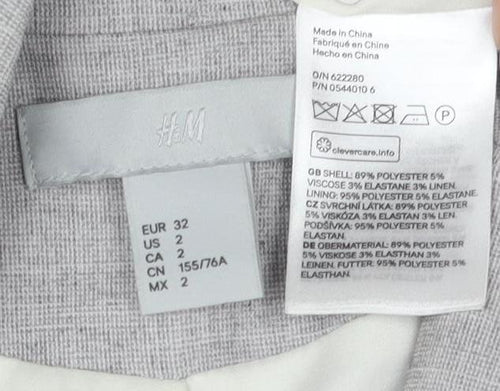 Made in China
Fabriqué en Chine
Hecho en China
O/N 622280
P/N 0544010 6
P
clevercare.info
GB SHELL: 89% POLYESTER 5%
VISCOSE 3% ELASTANE 3% LINEN.
LINING: 95% POLYESTER 5% ELASTANE.
CZ SVRCHNÍ LÁTKA: 89% POLYESTER
5% VISKÓZA 3% ELASTAN 3% LEN.
PODŠÍVKA: 95% POLYESTER 5%
ELASTAN.
DE OBERMATERIAL: 89% POLYESTER
5% VISKOSE 3% ELASTHAN 3%
LEINEN. FUTTER: 95% POLYESTER 5%
ELASTHAN.
H&M
EUR 32
US 2
CA 2
CN 155/76A
MX 2